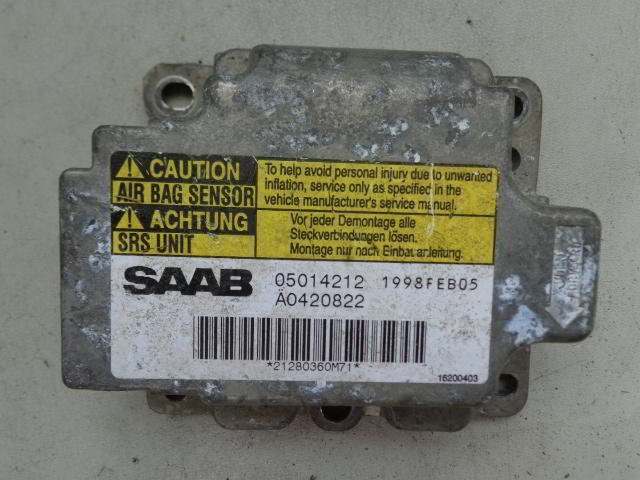 CAUTION
AIR BAG SENSOR
To help avoid personal injury due to unwanted
inflation, service only as specified in the
vehicle manufacturer's service manual.
ACHTUNG
SRS UNIT
Vor jeder Demontage alle
Steckverbindungen lösen.
Montage nur nach Einbauanleitung.
SAAB 05014212 1998FEB05
A0420822
*21280360M71*
16200403